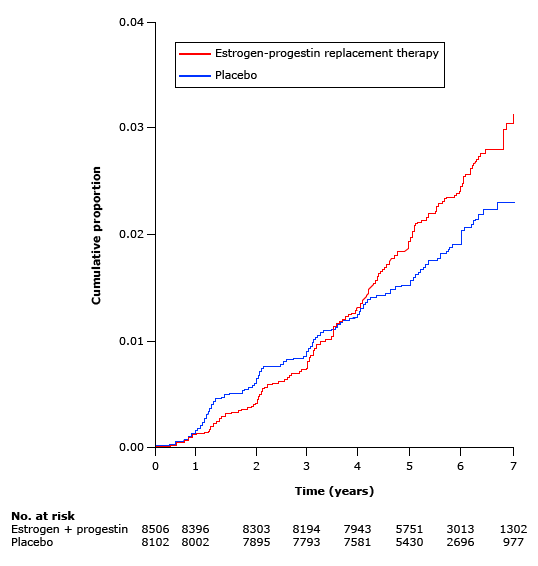 0.04
Estrogen-progestin replacement therapy
Placebo
0.03
Cumulative proportion
0.02
0.01
0.00
0 1 2 3 4 5 6 7
Time (years)
No. at risk
Estrogen + progestin 8506 8396 8303 8194 7943 5751 3013 1302
Placebo 8102 8002 7895 7793 7581 5430 2696 977